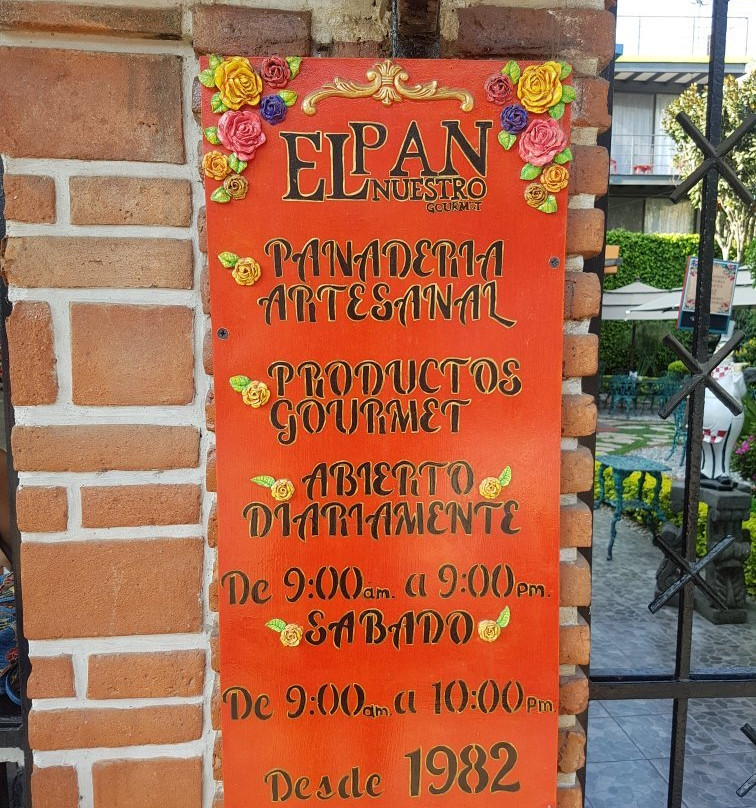 EL PAN
NUESTRO
GOURMET
PANADERIA
ARTESANAL
PRODUCTOS
GOURMET
ABIERTO
DIARIAMENTE
De 9:00am. a 9:00pm.
SABADO
De 9:00am. a 10:00pm.
Desde 1982